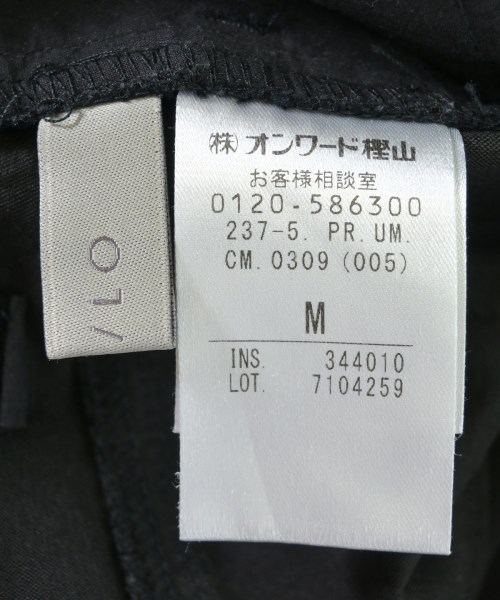 ㈱オンワード樫山
お客様相談室
0120-586300
237-5. PR. UM.
CM. 0309 (005)
M
INS. 344010
LOT. 7104259
/LO